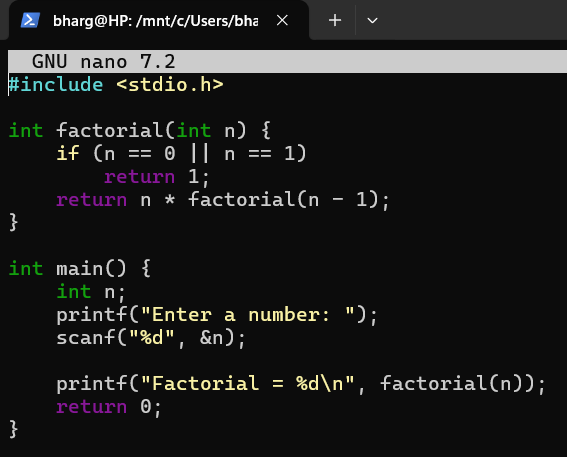 bharg@HP: /mnt/c/Users/bha
GNU nano 7.2
#include <stdio.h>

int factorial(int n) {
    if (n == 0 || n == 1)
        return 1;
    return n * factorial(n - 1);
}

int main() {
    int n;
    printf("Enter a number: ");
    scanf("%d", &n);

    printf("Factorial = %d\n", factorial(n));
    return 0;
}